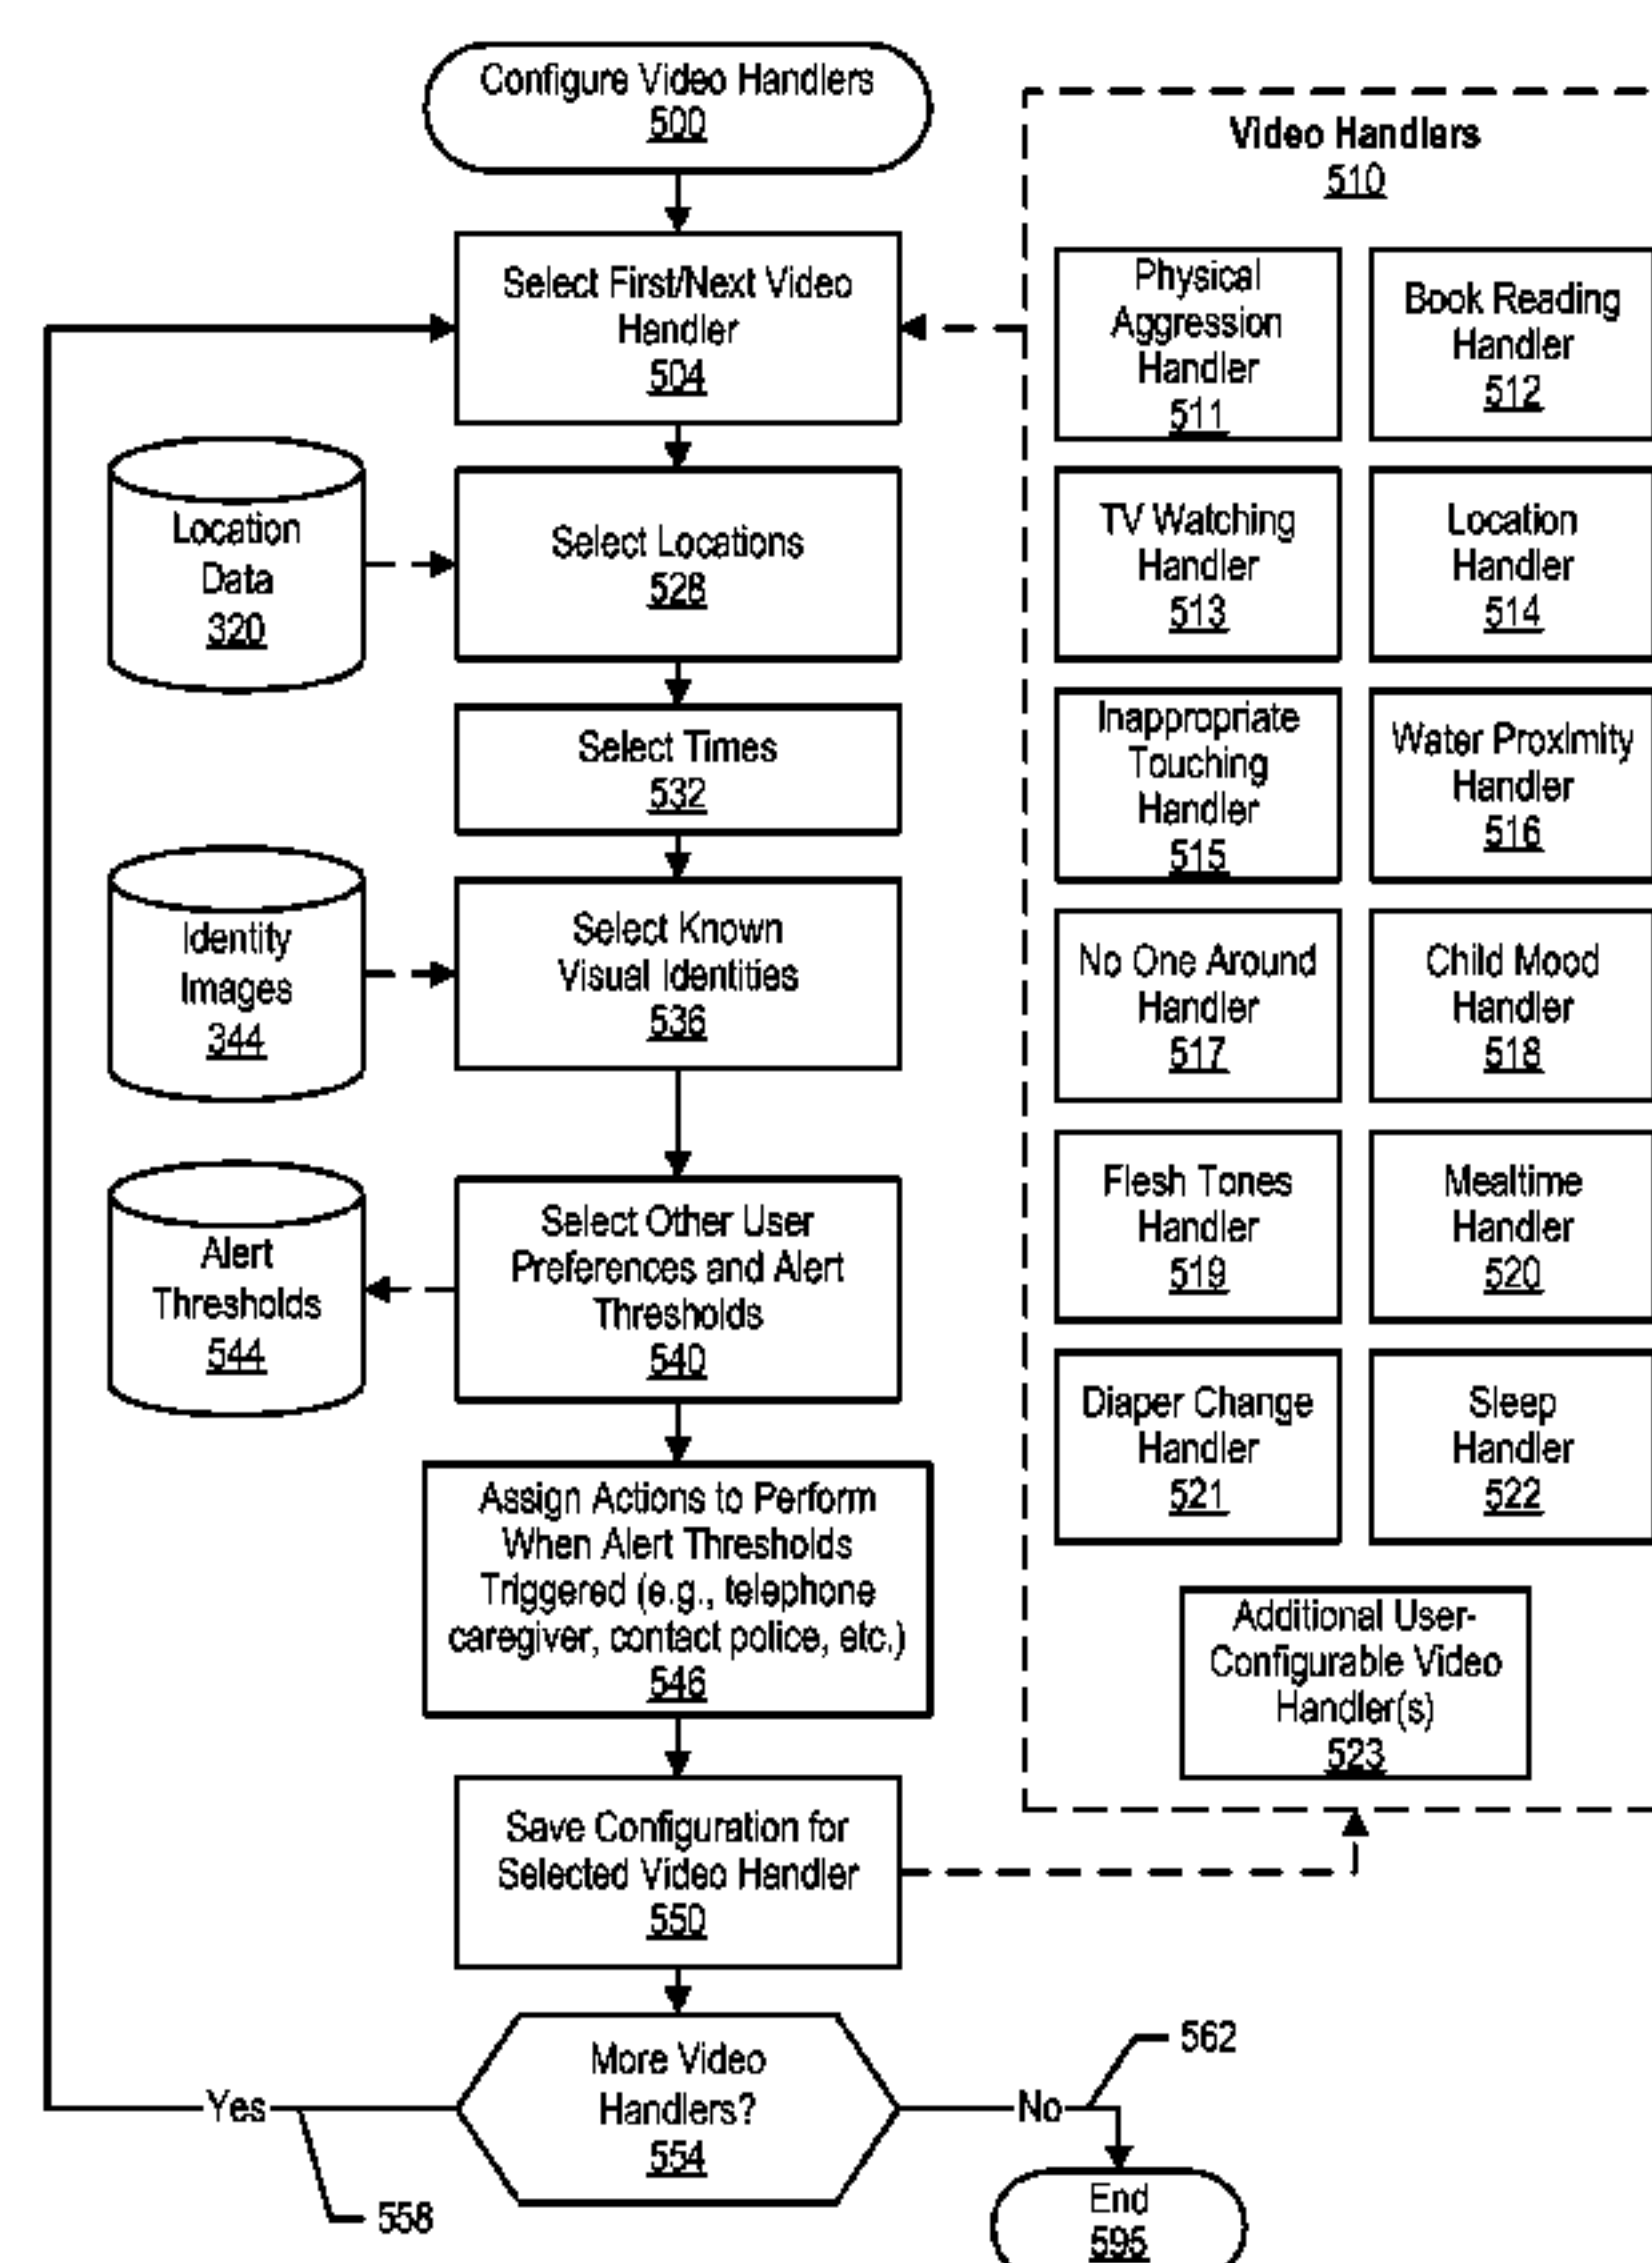 Configure Video Handlers
500
Select First/Next Video
Handler
504
Location
Data
320
Select Locations
528
Select Times
532
Identity
Images
344
Select Known
Visual Identities
536
Alert
Thresholds
544
Select Other User
Preferences and Alert
Thresholds
540
Assign Actions to Perform
When Alert Thresholds
Triggered (e.g., telephone
caregiver, contact police, etc.)
546
Save Configuration for
Selected Video Handler
550
More Video
Handlers?
554
Yes
558
No
562
End
595
Video Handlers
510
Physical
Aggression
Handler
511
Book Reading
Handler
512
TV Watching
Handler
513
Location
Handler
514
Inappropriate
Touching
Handler
515
Water Proximity
Handler
516
No One Around
Handler
517
Child Mood
Handler
518
Flesh Tones
Handler
519
Mealtime
Handler
520
Diaper Change
Handler
521
Sleep
Handler
522
Additional User-
Configurable Video
Handler(s)
523